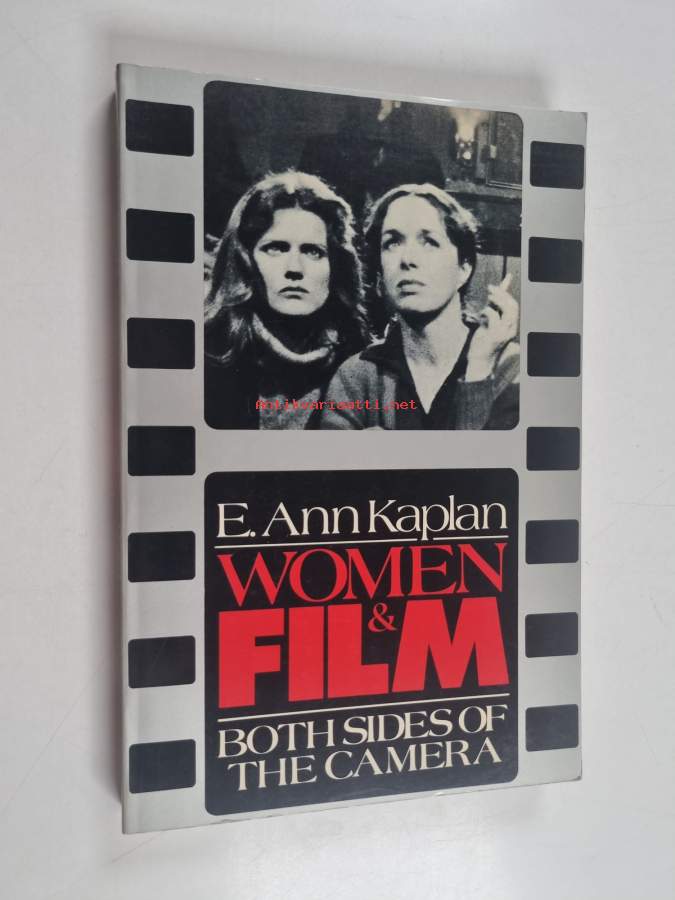 Antikvariaatti.net
E. Ann Kaplan
WOMEN
&
FILM
BOTH SIDES OF
THE CAMERA